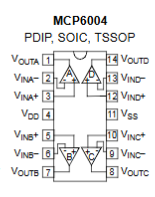 MCP6004
PDIP, SOIC, TSSOP
VOUTA 1 14 VOUTD
A D
VINA– 2 13 VIND–
VINA+ 3 12 VIND+
VDD 4 11 VSS
VINB+ 5 10 VINC+
VINB– 6 9 VINC–
B C
VOUTB 7 8 VOUTC